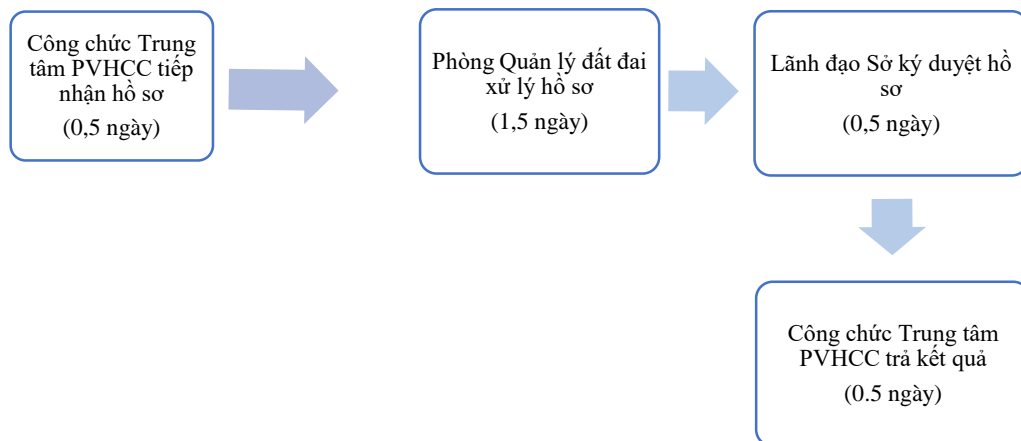 Công chức Trung
tâm PVHCC tiếp
nhận hồ sơ
(0,5 ngày)
Phòng Quản lý đất đai
xử lý hồ sơ
(1,5 ngày)
Lãnh đạo Sở ký duyệt hồ
sơ
(0,5 ngày)
Công chức Trung tâm
PVHCC trả kết quả
(0.5 ngày)